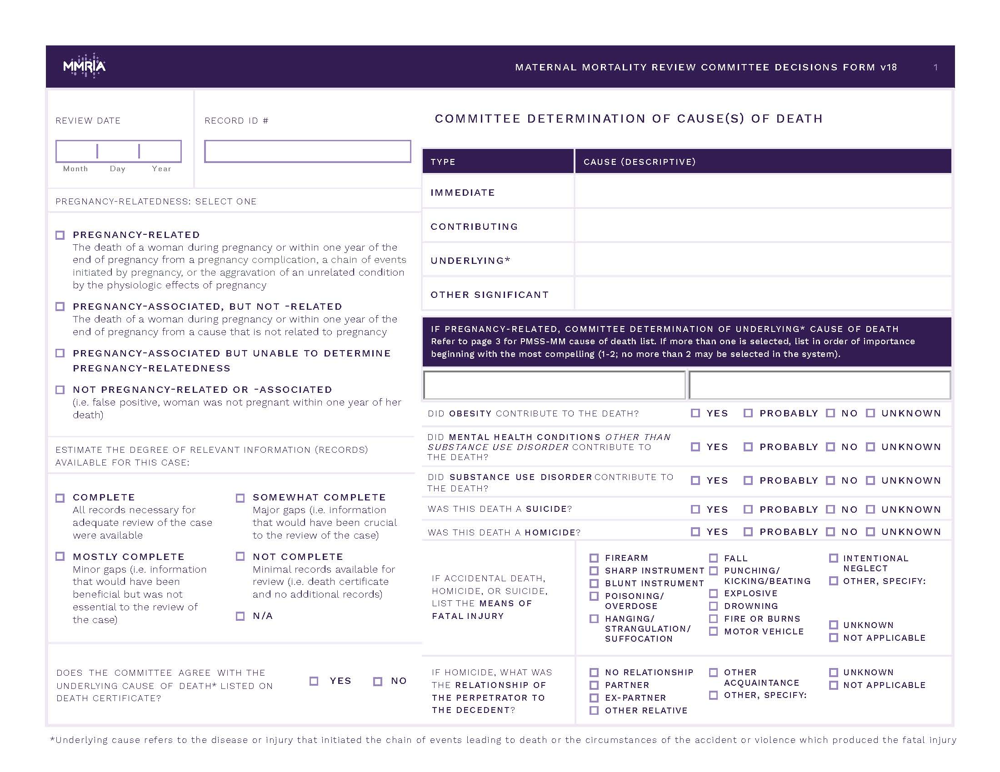 MMRIA
MATERNAL MORTALITY REVIEW COMMITTEE DECISIONS FORM v18 1
REVIEW DATE
Month Day Year
RECORD ID #
PREGNANCY-RELATEDNESS: SELECT ONE
PREGNANCY-RELATED
The death of a woman during pregnancy or within one year of the
end of pregnancy from a pregnancy complication, a chain of events
initiated by pregnancy, or the aggravation of an unrelated condition
by the physiologic effects of pregnancy
PREGNANCY-ASSOCIATED, BUT NOT -RELATED
The death of a woman during pregnancy or within one year of the
end of pregnancy from a cause that is not related to pregnancy
PREGNANCY-ASSOCIATED BUT UNABLE TO DETERMINE
PREGNANCY-RELATEDNESS
NOT PREGNANCY-RELATED OR -ASSOCIATED
(i.e. false positive, woman was not pregnant within one year of her
death)
ESTIMATE THE DEGREE OF RELEVANT INFORMATION (RECORDS)
AVAILABLE FOR THIS CASE:
COMPLETE
All records necessary for
adequate review of the case
were available
MOSTLY COMPLETE
Minor gaps (i.e. information
that would have been
beneficial but was not
essential to the review of
the case)
SOMEWHAT COMPLETE
Major gaps (i.e. information
that would have been crucial
to the review of the case)
NOT COMPLETE
Minimal records available for
review (i.e. death certificate
and no additional records)
N/A
DOES THE COMMITTEE AGREE WITH THE
UNDERLYING CAUSE OF DEATH* LISTED ON
DEATH CERTIFICATE?
YES NO
COMMITTEE DETERMINATION OF CAUSE(S) OF DEATH
TYPE CAUSE (DESCRIPTIVE)
IMMEDIATE
CONTRIBUTING
UNDERLYING*
OTHER SIGNIFICANT
IF PREGNANCY-RELATED, COMMITTEE DETERMINATION OF UNDERLYING* CAUSE OF DEATH
Refer to page 3 for PMSS-MM cause of death list. If more than one is selected, list in order of importance
beginning with the most compelling (1-2; no more than 2 may be selected in the system).
DID OBESITY CONTRIBUTE TO THE DEATH? YES PROBABLY NO UNKNOWN
DID MENTAL HEALTH CONDITIONS OTHER THAN
SUBSTANCE USE DISORDER CONTRIBUTE TO
THE DEATH?
YES PROBABLY NO UNKNOWN
DID SUBSTANCE USE DISORDER CONTRIBUTE TO
THE DEATH?
YES PROBABLY NO UNKNOWN
WAS THIS DEATH A SUICIDE? YES PROBABLY NO UNKNOWN
WAS THIS DEATH A HOMICIDE? YES PROBABLY NO UNKNOWN
IF ACCIDENTAL DEATH,
HOMICIDE, OR SUICIDE,
LIST THE MEANS OF
FATAL INJURY
FIREARM
SHARP INSTRUMENT
BLUNT INSTRUMENT
POISONING/
OVERDOSE
HANGING/
STRANGULATION/
SUFFOCATION
FALL
PUNCHING/
KICKING/BEATING
EXPLOSIVE
DROWNING
FIRE OR BURNS
MOTOR VEHICLE
INTENTIONAL
NEGLECT
OTHER, SPECIFY:
UNKNOWN
NOT APPLICABLE
IF HOMICIDE, WHAT WAS
THE RELATIONSHIP OF
THE PERPETRATOR TO
THE DECEDENT?
NO RELATIONSHIP
PARTNER
EX-PARTNER
OTHER RELATIVE
OTHER
ACQUAINTANCE
OTHER, SPECIFY:
UNKNOWN
NOT APPLICABLE
*Underlying cause refers to the disease or injury that initiated the chain of events leading to death or the circumstances of the accident or violence which produced the fatal injury